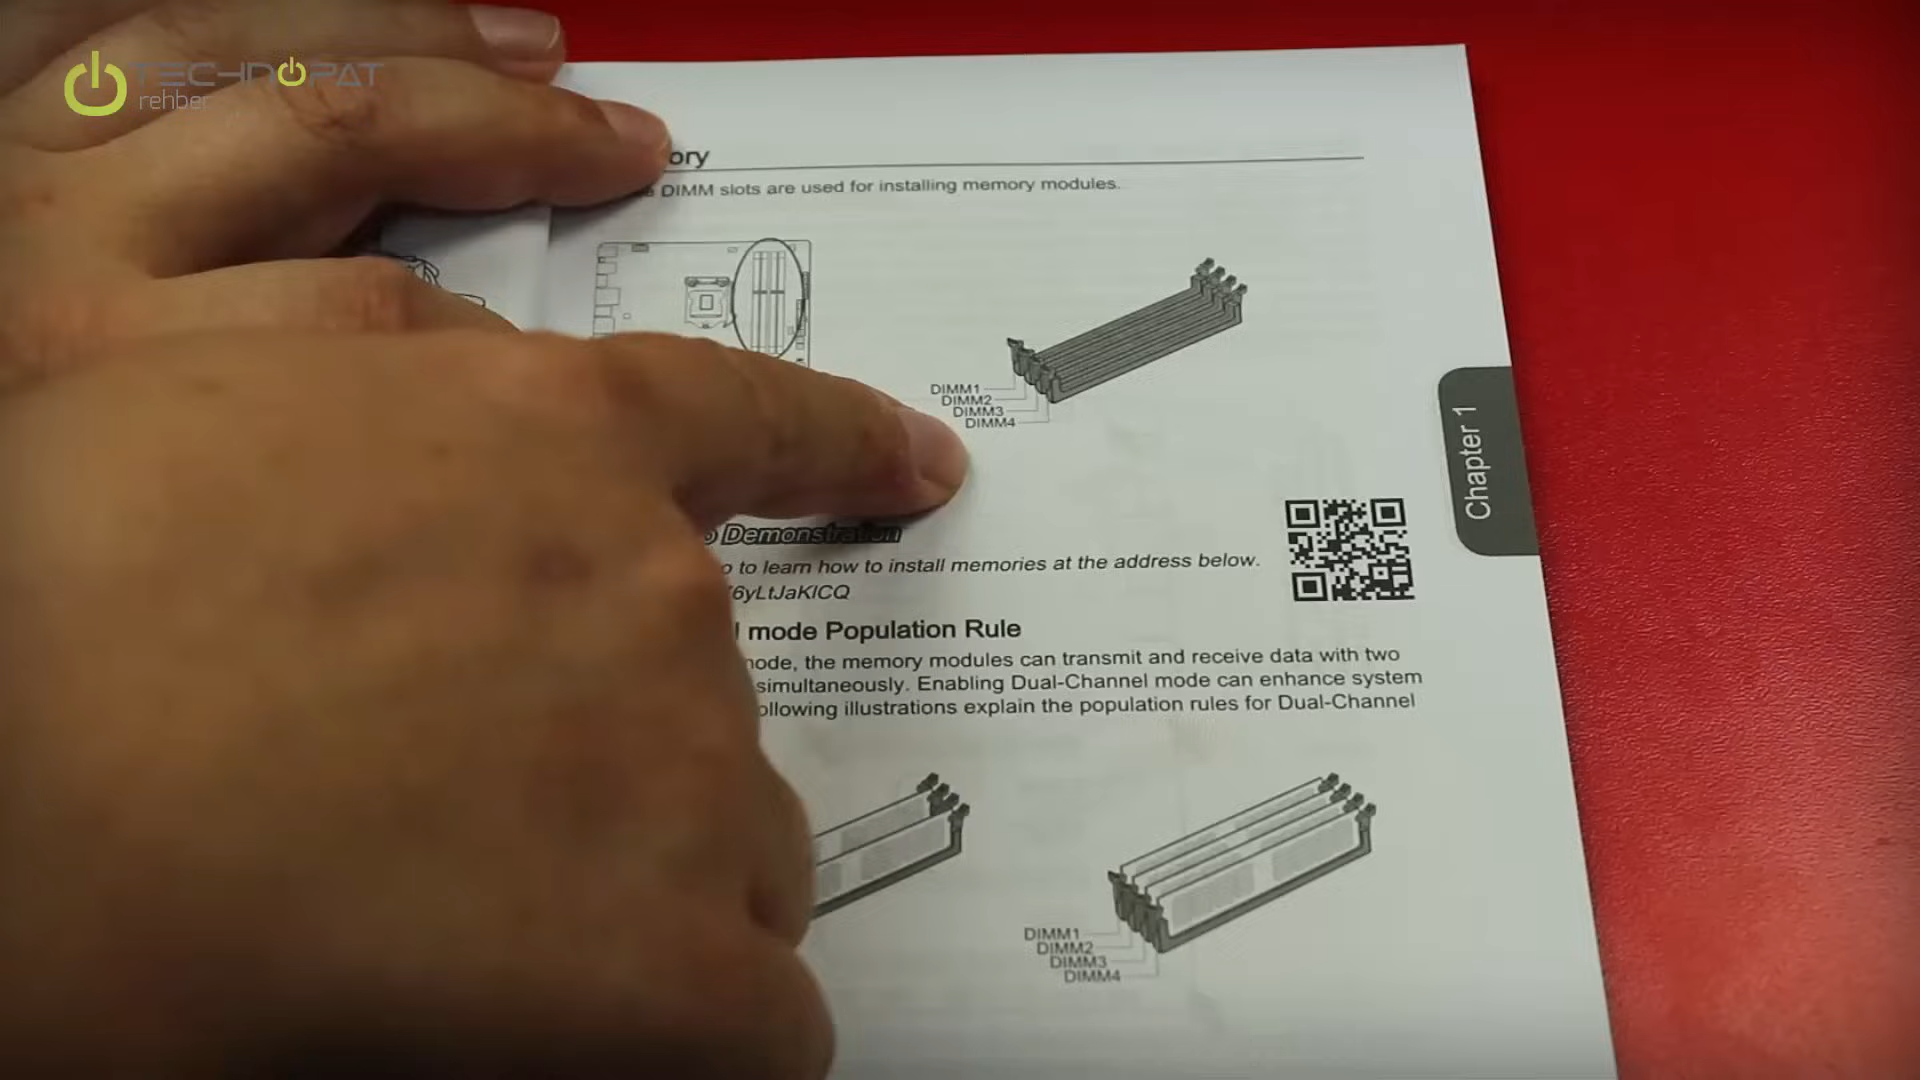 TECHNOPAT
rehber
ory
DIMM slots are used for installing memory modules.
DIMM1
DIMM2
DIMM3
DIMM4
Chapter 1
Demonstration
to learn how to install memories at the address below.
6yLtJaKlCQ
mode Population Rule
mode, the memory modules can transmit and receive data with two
simultaneously. Enabling Dual-Channel mode can enhance system
ollowing illustrations explain the population rules for Dual-Channel
DIMM1
DIMM2
DIMM3
DIMM4